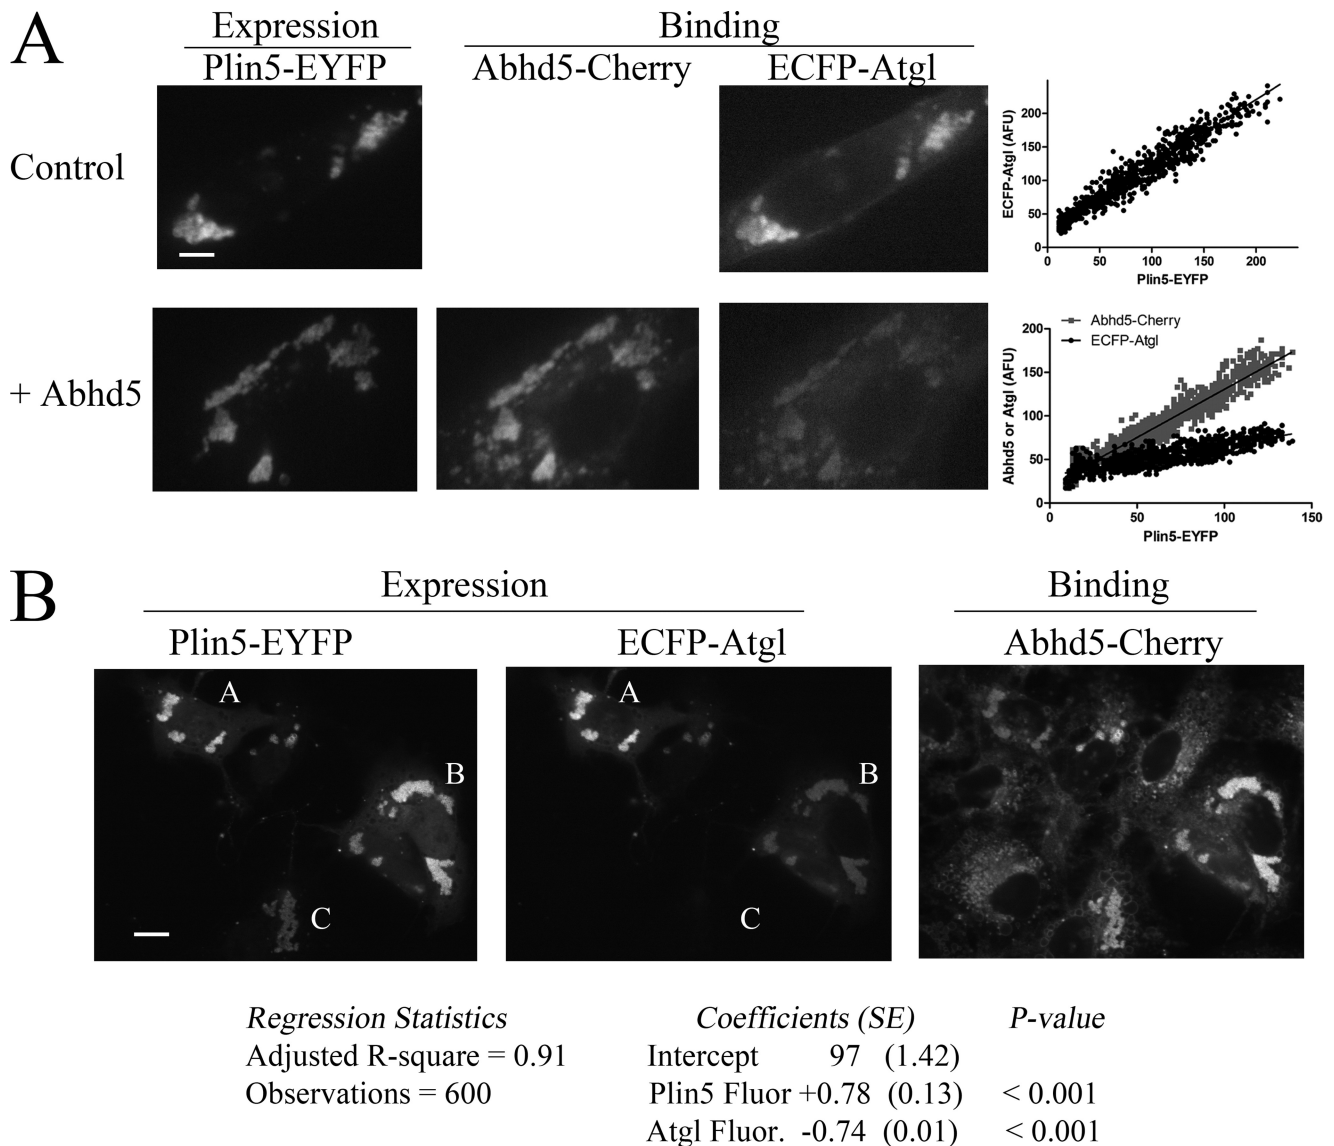 A
Expression
Binding
Plin5-EYFP
Abhd5-Cherry
ECFP-Atgl
Control
ECFP-Atgl (AFU)
200
150
100
50
0
0 50 100 150 200
Plin5-EYFP
+ Abhd5
Abhd5-Cherry
ECFP-Atgl
Abhd5 or Atgl (AFU)
200
150
100
50
0
0 50 100 150
Plin5-EYFP
B
Expression
Binding
Plin5-EYFP
ECFP-Atgl
Abhd5-Cherry
A
B
C
A
B
C
Regression Statistics
Adjusted R-square = 0.91
Observations = 600
Coefficients (SE) P-value
Intercept 97 (1.42)
Plin5 Fluor +0.78 (0.13) < 0.001
Atgl Fluor. -0.74 (0.01) < 0.001